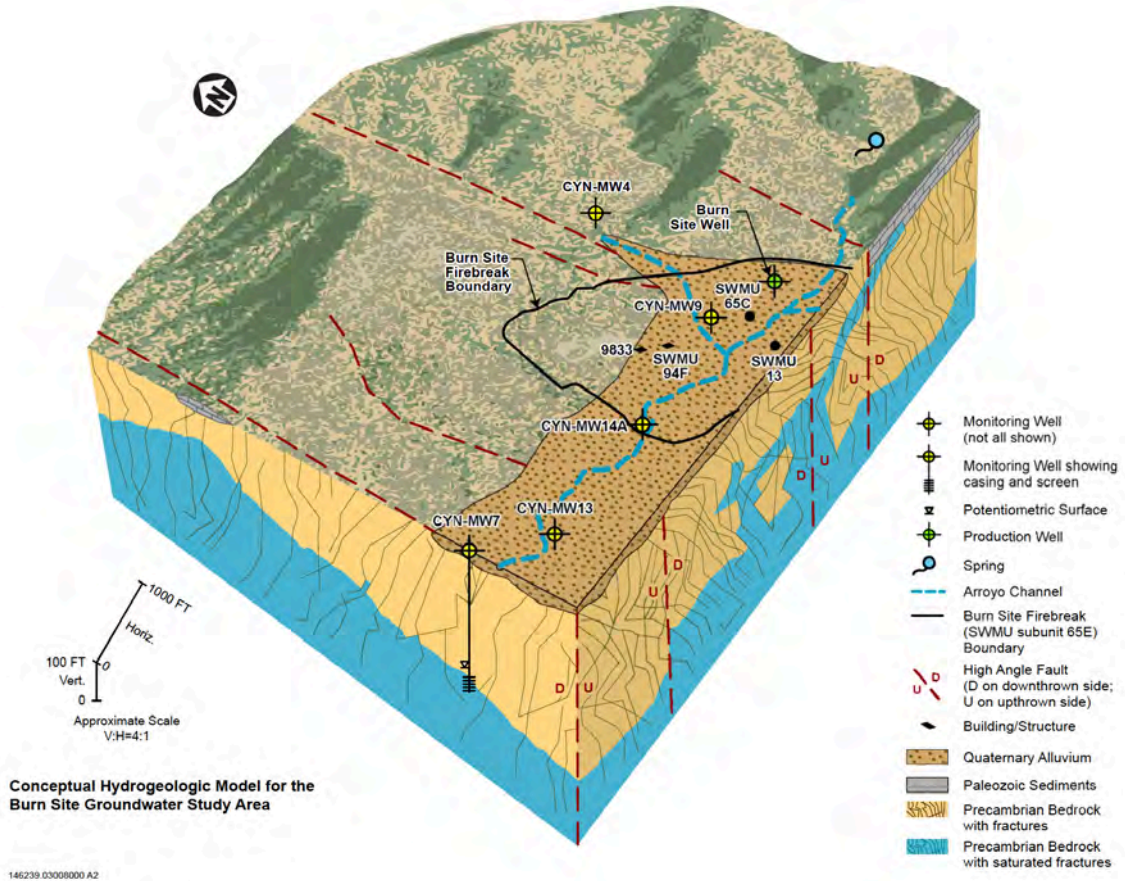 N
CYN-MW4
Burn
Site Well
Burn Site
Firebreak
Boundary
SWMU
65C
CYN-MW9
9833
SWMU
94F
SWMU
13
D
U
D
U
CYN-MW14A
CYN-MW13
CYN-MW7
D
U
D
U
1000 FT
Horiz.
0
100 FT
Vert.
0
Approximate Scale
V:H=4:1
Monitoring Well
(not all shown)
Monitoring Well showing
casing and screen
Potentiometric Surface
Production Well
Spring
Arroyo Channel
Burn Site Firebreak
(SWMU subunit 65E)
Boundary
U
D
High Angle Fault
(D on downthrown side;
U on upthrown side)
Building/Structure
Quaternary Alluvium
Paleozoic Sediments
Precambrian Bedrock
with fractures
Precambrian Bedrock
with saturated fractures
Conceptual Hydrogeologic Model for the
Burn Site Groundwater Study Area
146239.03008000 A2